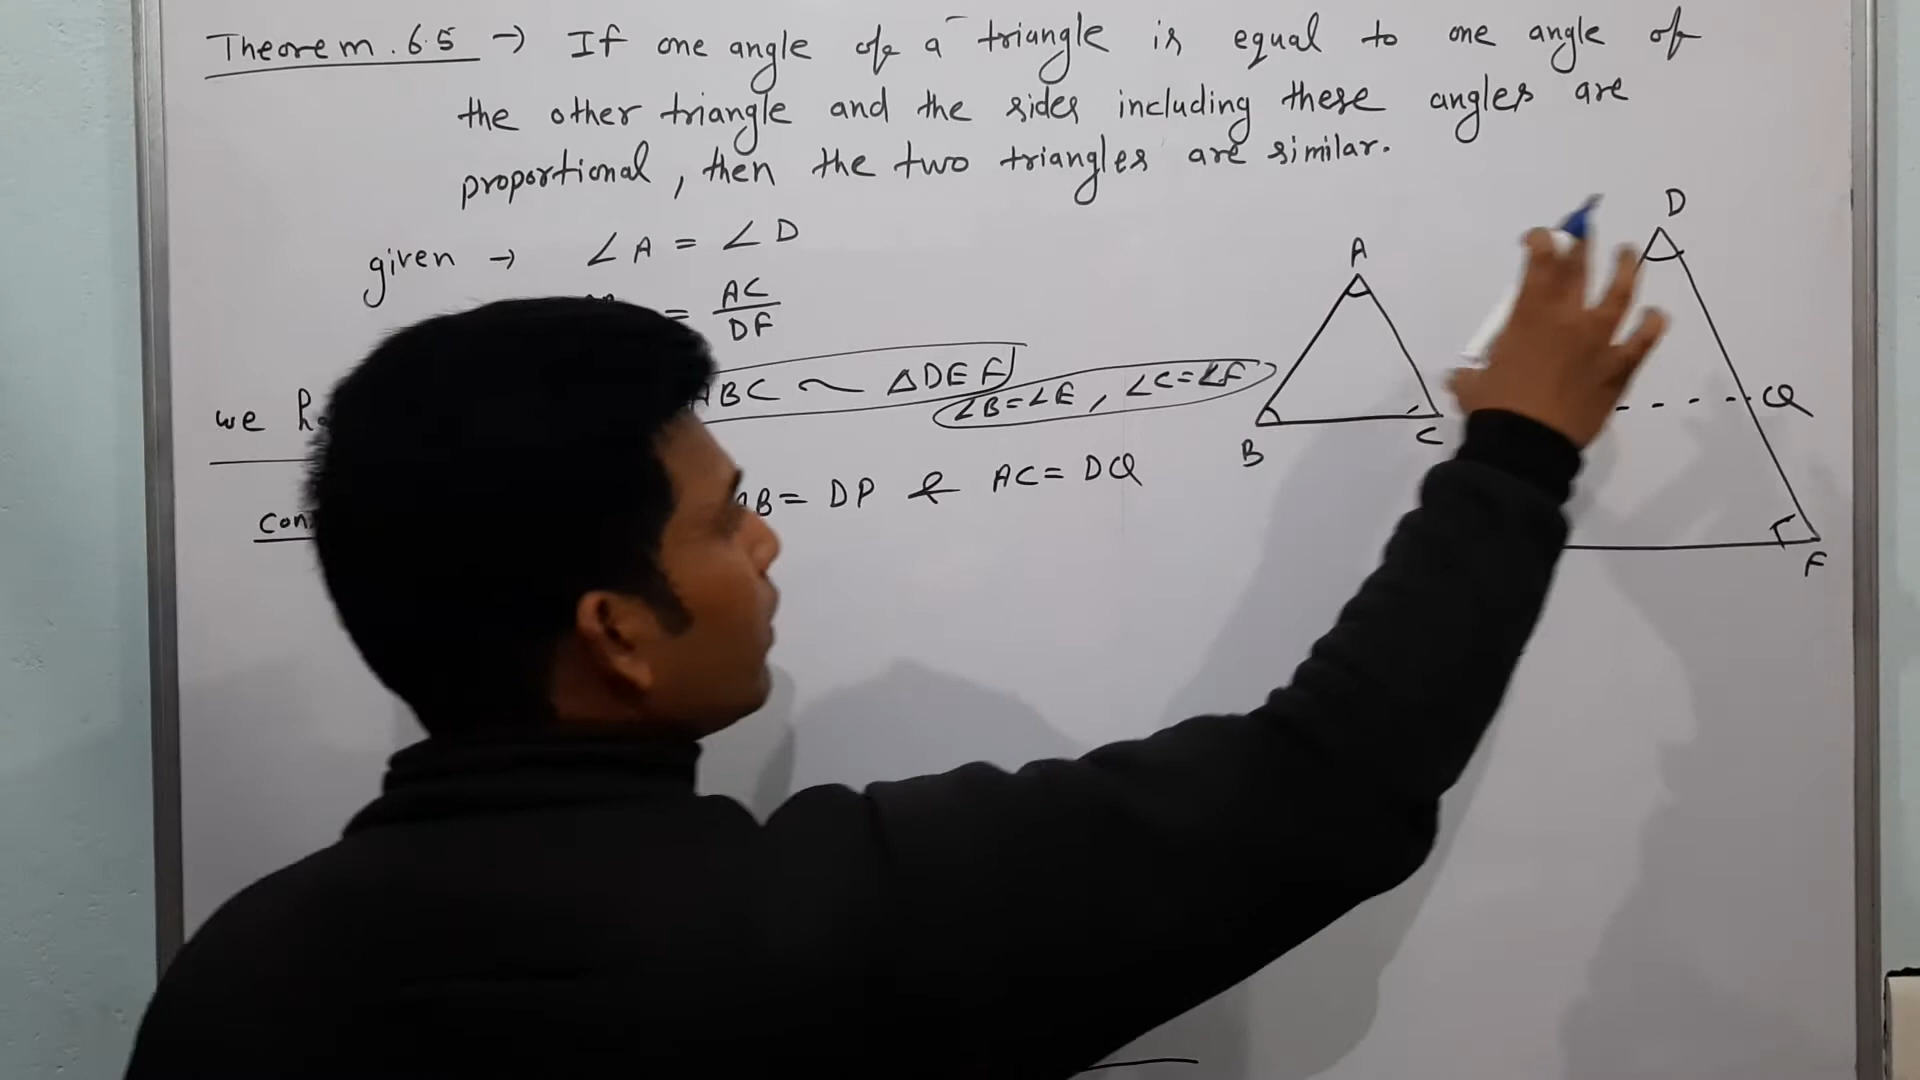 Theorem. 6.5 → If one angle of a triangle is equal to one angle of
the other triangle and the sides including these angles are
proportional, then the two triangles are similar.
given → ∠A = ∠D
= AC/DF
we ABC ~ ΔDEF
∠B=∠E, ∠C=∠F
AB = DP & AC = DQ
A
B
C
D
Q
F